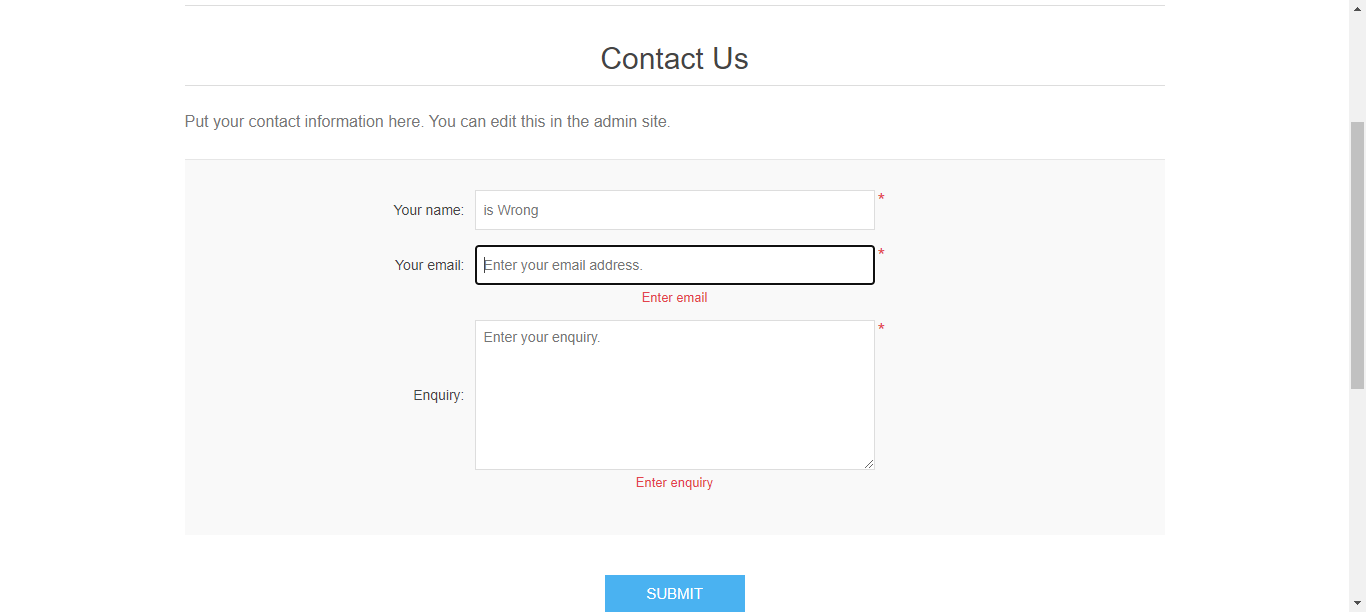 Contact Us
Put your contact information here. You can edit this in the admin site.
Your name: is Wrong *
Your email: Enter your email address. *
Enter email
Enter your enquiry. *
Enquiry:
Enter enquiry
SUBMIT